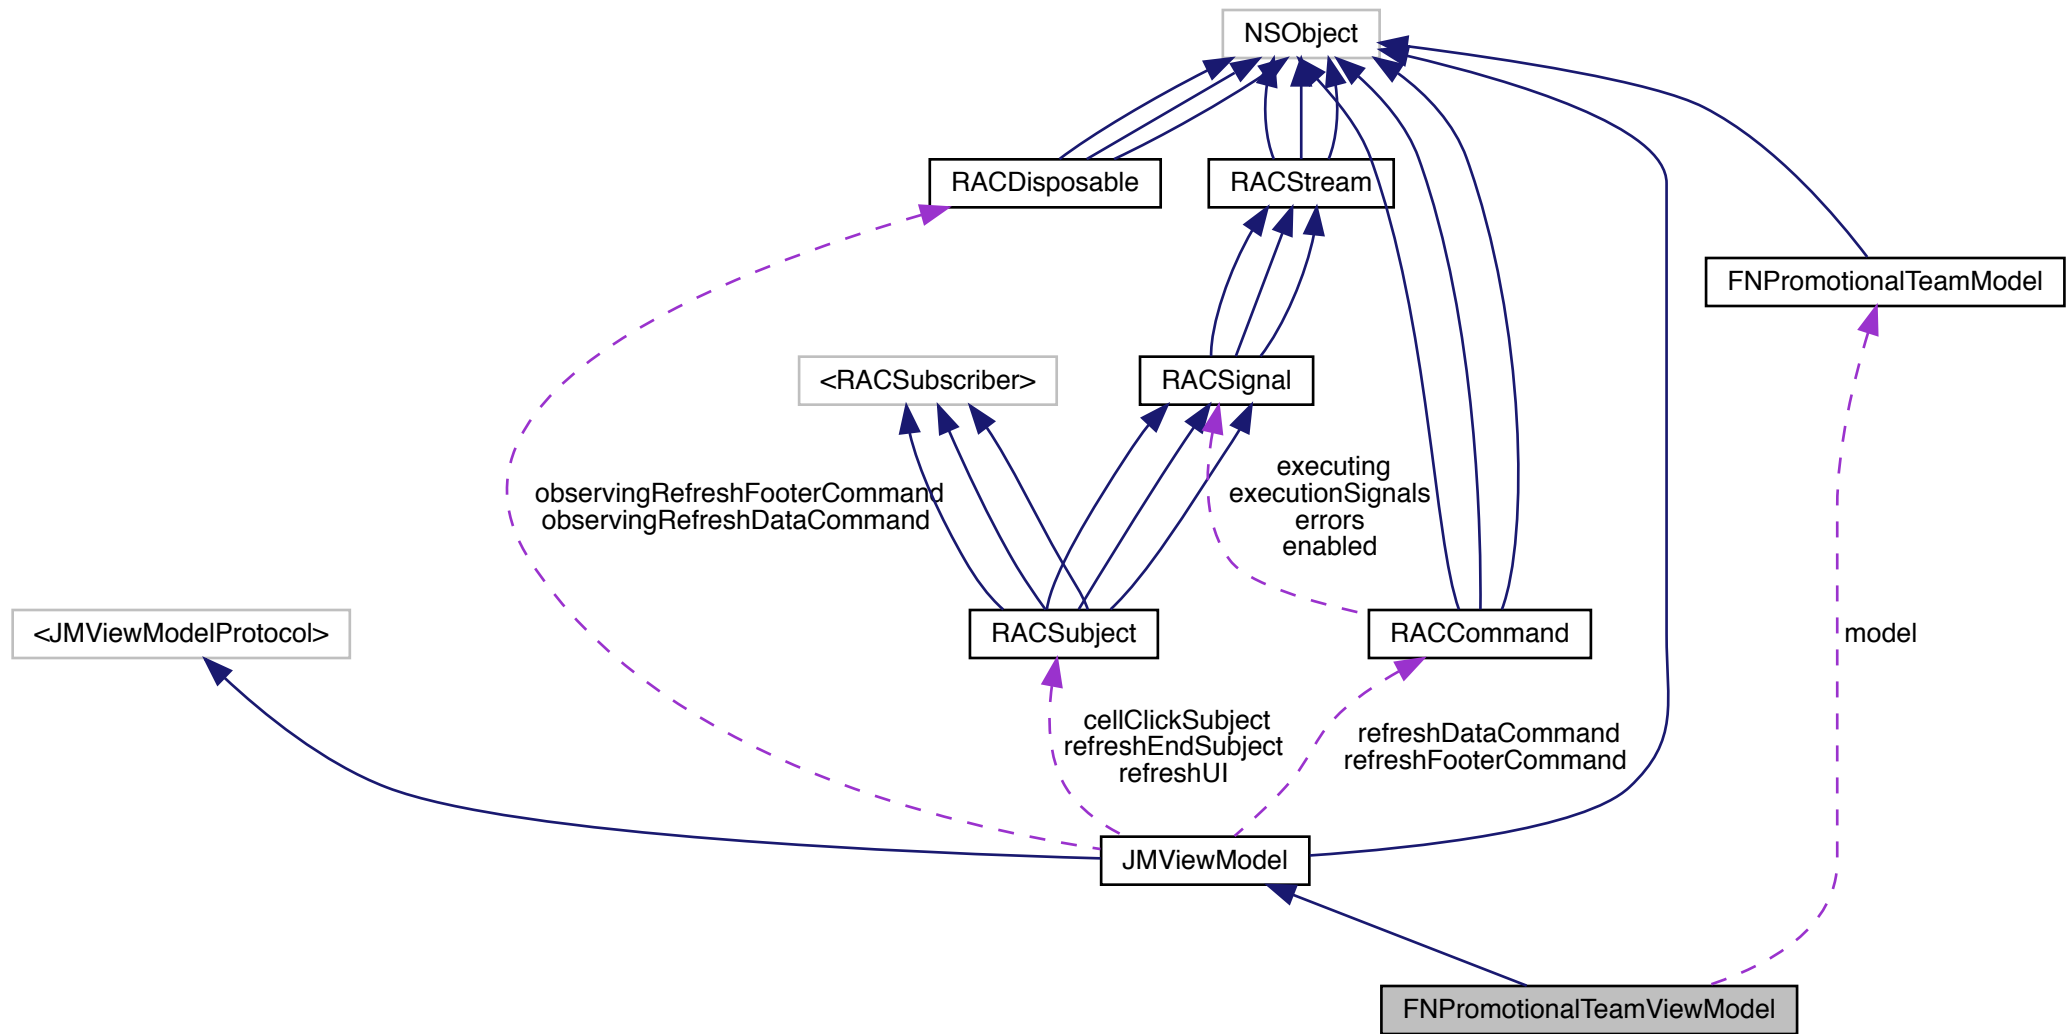 NSObject
RACDisposable
RACStream
FNPromotionalTeamModel
<RACSubscriber>
RACSignal
executing
executionSignals
errors
enabled
observingRefreshFooterCommand
observingRefreshDataCommand
<JMViewModelProtocol>
RACSubject
RACCommand
model
cellClickSubject
refreshEndSubject
refreshUI
refreshDataCommand
refreshFooterCommand
JMViewModel
FNPromotionalTeamViewModel